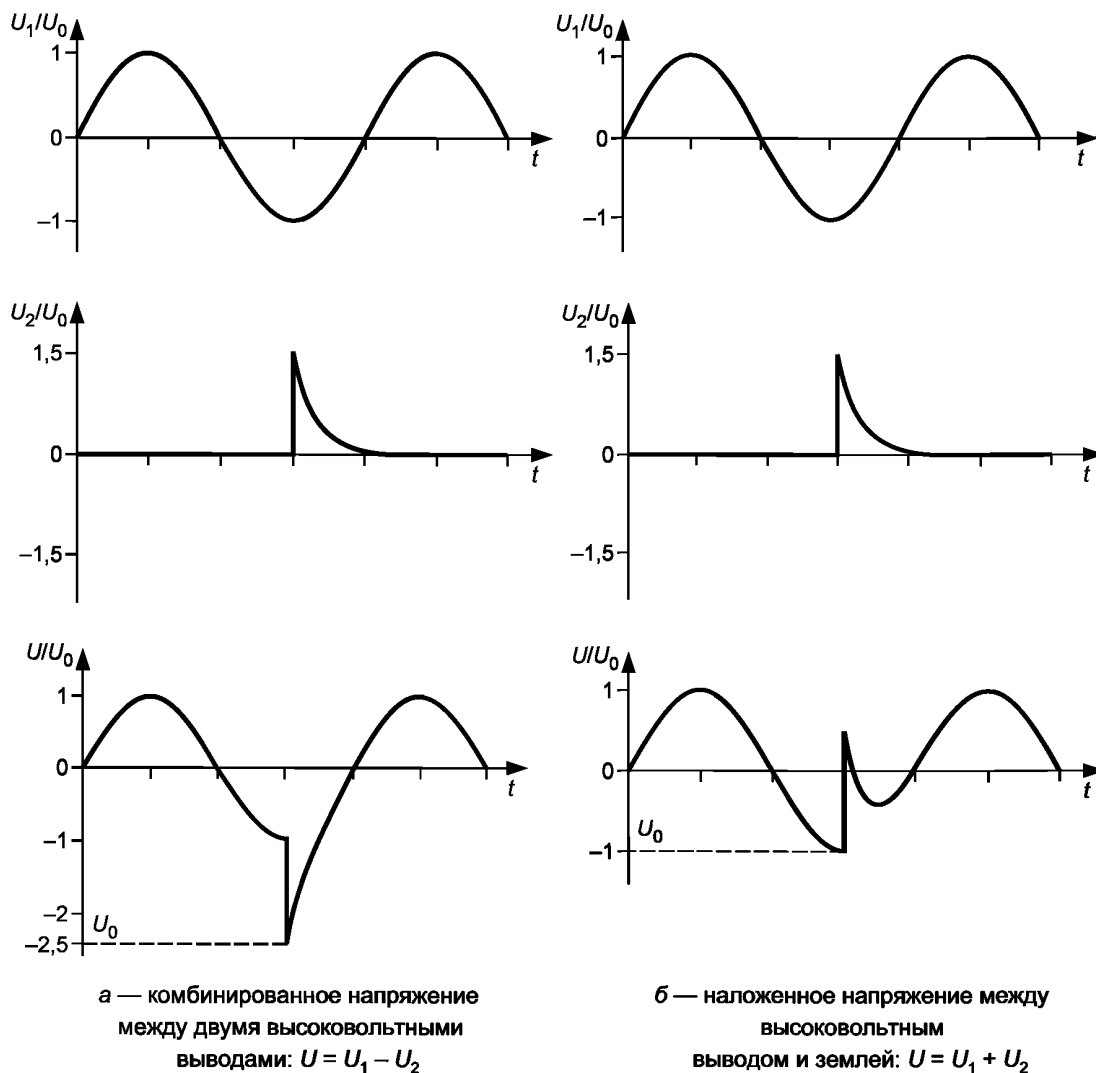 U1/U0
1
0
–1
t
U1/U0
1
0
–1
t
U2/U0
1,5
0
–1,5
t
U2/U0
1,5
0
–1,5
t
U/U0
1
0
–1
–2
–2,5
U0
t
U/U0
1
0
–1
U0
t
а — комбинированное напряжение
между двумя высоковольтными
выводами: U = U1 – U2
б — наложенное напряжение между
высоковольтным
выводом и землей: U = U1 + U2